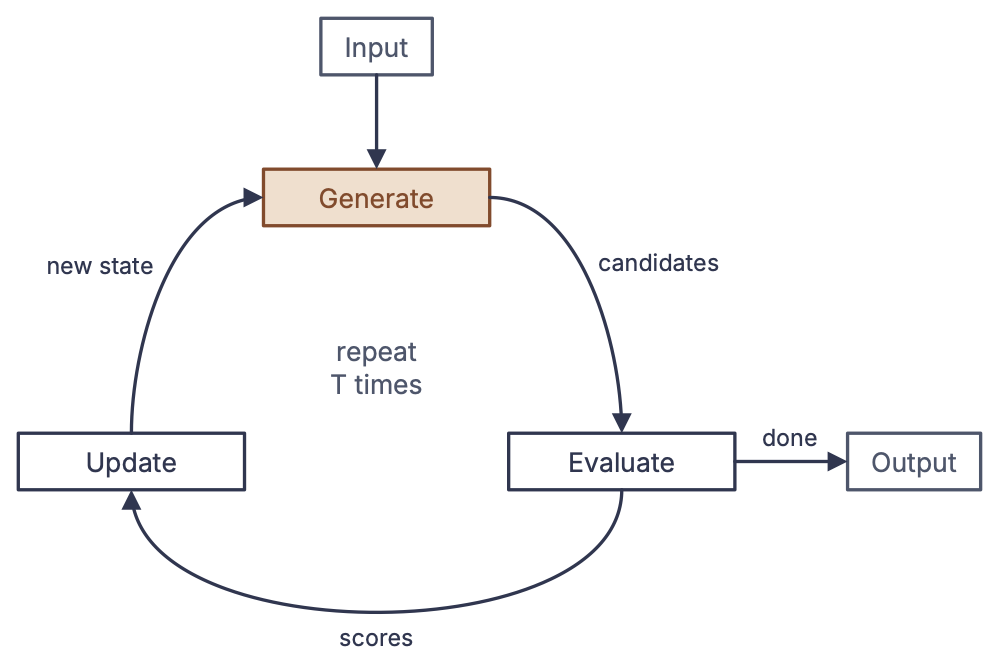 Input
Generate
new state
candidates
repeat
T times
Update
Evaluate
done
Output
scores